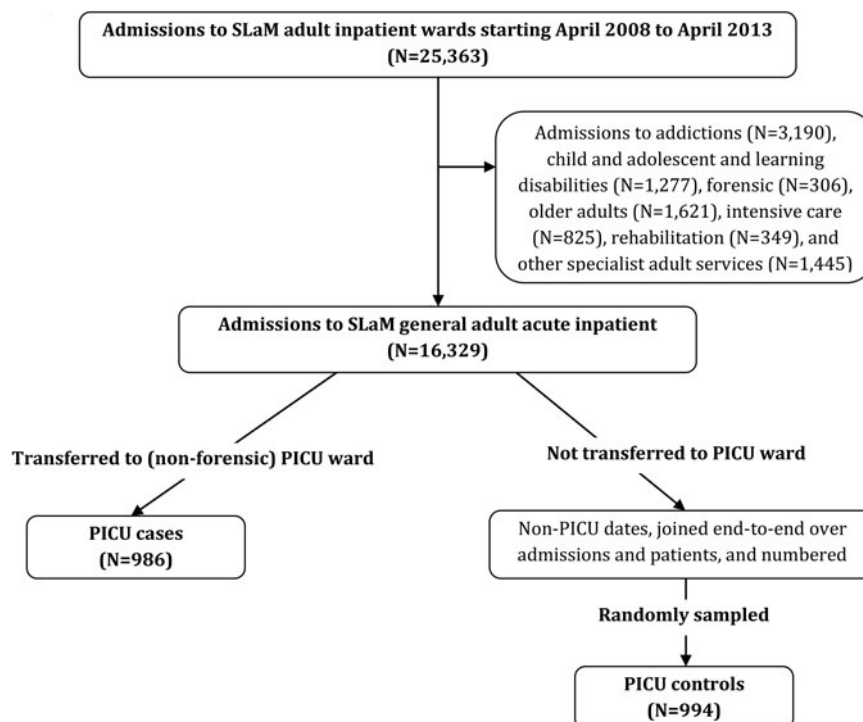 Admissions to SLaM adult inpatient wards starting April 2008 to April 2013
(N=25,363)
Admissions to addictions (N=3,190),
child and adolescent and learning
disabilities (N=1,277), forensic (N=306),
older adults (N=1,621), intensive care
(N=825), rehabilitation (N=349), and
other specialist adult services (N=1,445)
Admissions to SLaM general adult acute inpatient
(N=16,329)
Transferred to (non-forensic) PICU ward
Not transferred to PICU ward
PICU cases
(N=986)
Non-PICU dates, joined end-to-end over
admissions and patients, and numbered
Randomly sampled
PICU controls
(N=994)